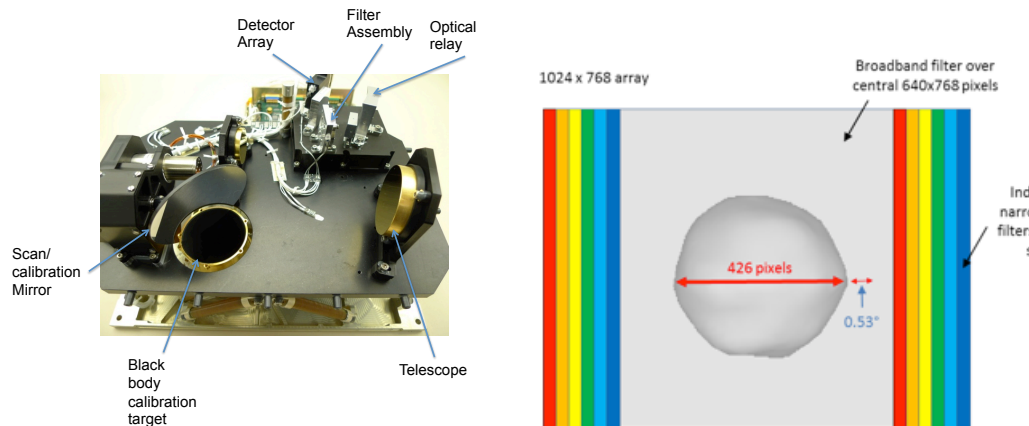 Detector
Array
Filter
Assembly
Optical
relay
Scan/
calibration
Mirror
Black
body
calibration
target
Telescope
1024 x 768 array
Broadband filter over
central 640x768 pixels
426 pixels
0.53°